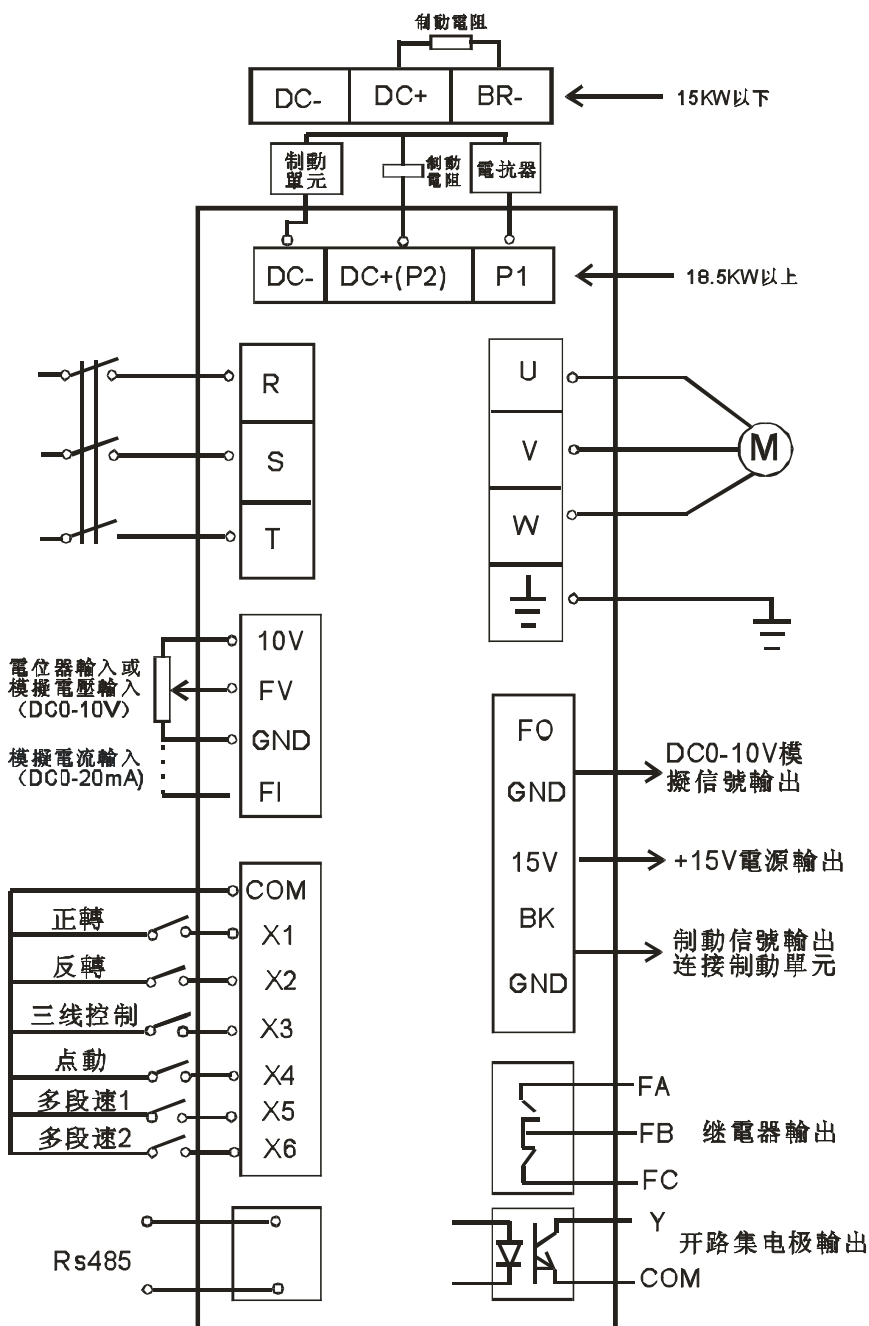 制動電阻
DC-
DC+
BR-
15KW以下
制動
單元
制動
電阻
電抗器
DC-
DC+(P2)
P1
18.5KW以上
R
S
T
U
V
W
M
10V
FV
GND
FI
電位器輸入或
模擬電壓輸入
(DC0-10V)
模擬電流輸入
(DC0-20mA)
FO
GND
15V
BK
GND
DC0-10V模
擬信號輸出
+15V電源輸出
制動信號輸出
连接制動單元
COM
正轉
X1
反轉
X2
三线控制
X3
点動
X4
多段速1
X5
多段速2
X6
FA
FB
继電器輸出
FC
Rs485
Y
开路集电极輸出
COM